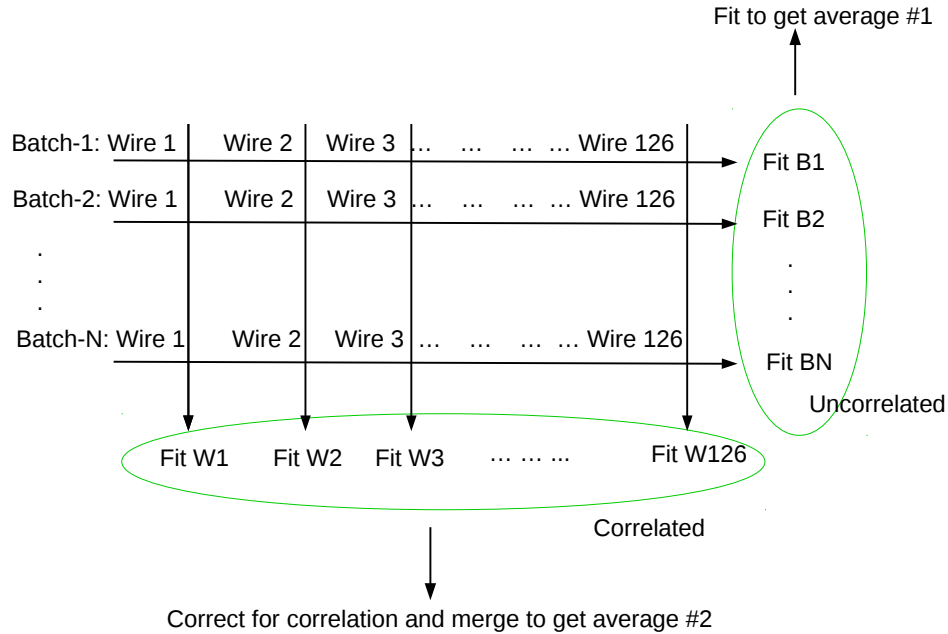 Fit to get average #1
Batch-1: Wire 1 Wire 2 Wire 3 … … … … Wire 126
Fit B1
Batch-2: Wire 1 Wire 2 Wire 3 … … … … Wire 126
Fit B2
. .
. .
. .
Batch-N: Wire 1 Wire 2 Wire 3 … … … … Wire 126
Fit BN
Uncorrelated
Fit W1 Fit W2 Fit W3 … … ... Fit W126
Correlated
Correct for correlation and merge to get average #2